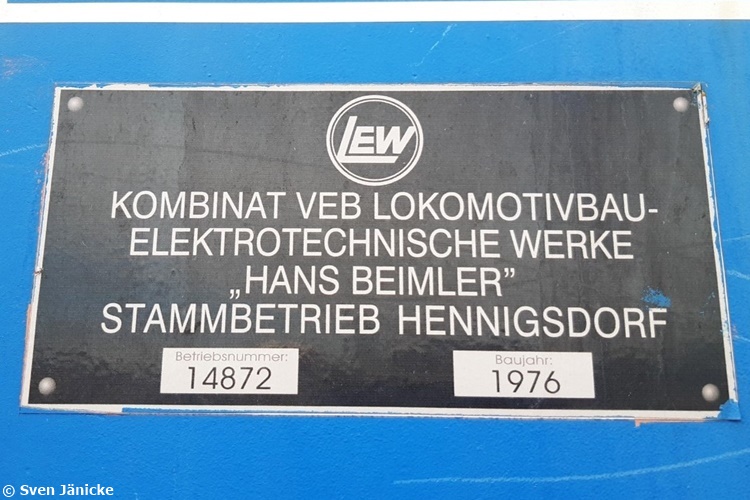 LEW
KOMBINAT VEB LOKOMOTIVBAU-
ELEKTROTECHNISCHE WERKE
„HANS BEIMLER”
STAMMBETRIEB HENNIGSDORF
Betriebsnummer: Baujahr:
14872 1976
© Sven Jänicke